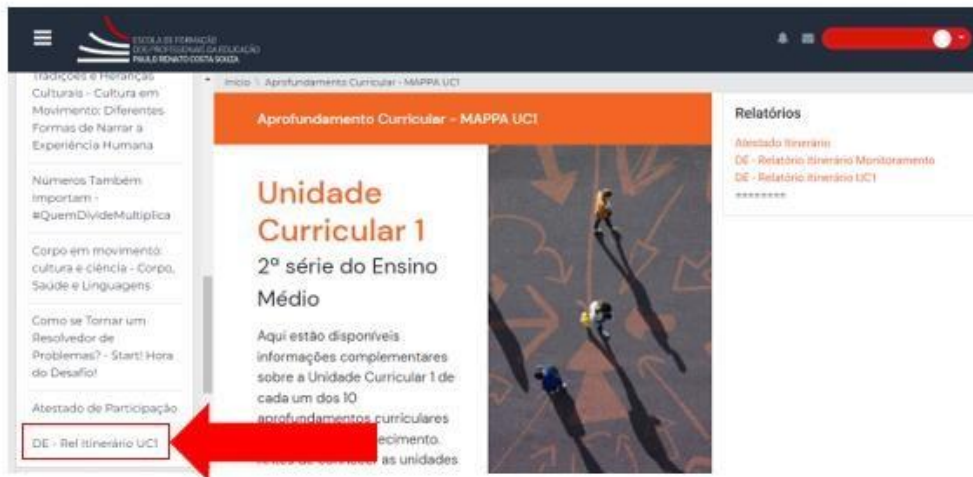 ESCOLA DE FORMAÇÃO
DOS PROFISSIONAIS DA EDUCAÇÃO
PAULO RENATO COSTA SOUZA
Início \ Aprofundamento Curricular - MAPPA UC1
Tradições e Heranças
Culturais - Cultura em
Movimento: Diferentes
Formas de Narrar a
Experiência Humana
Números Também
Importam -
#QuemDivideMultiplica
Corpo em movimento:
cultura e ciência - Corpo,
Saúde e Linguagens
Como se Tornar um
Resolvedor de
Problemas? - Start! Hora
do Desafio!
Atestado de Participação
DE - Rel Itinerário UC1
Aprofundamento Curricular - MAPPA UC1
Unidade
Curricular 1
2ª série do Ensino
Médio
Aqui estão disponíveis
informações complementares
sobre a Unidade Curricular 1 de
cada um dos 10
aprofundamentos curriculares
ecimento.
as unidades
Relatórios
Atestado Itinerário
DE - Relatório Itinerário Monitoramento
DE - Relatório Itinerário UC1
********